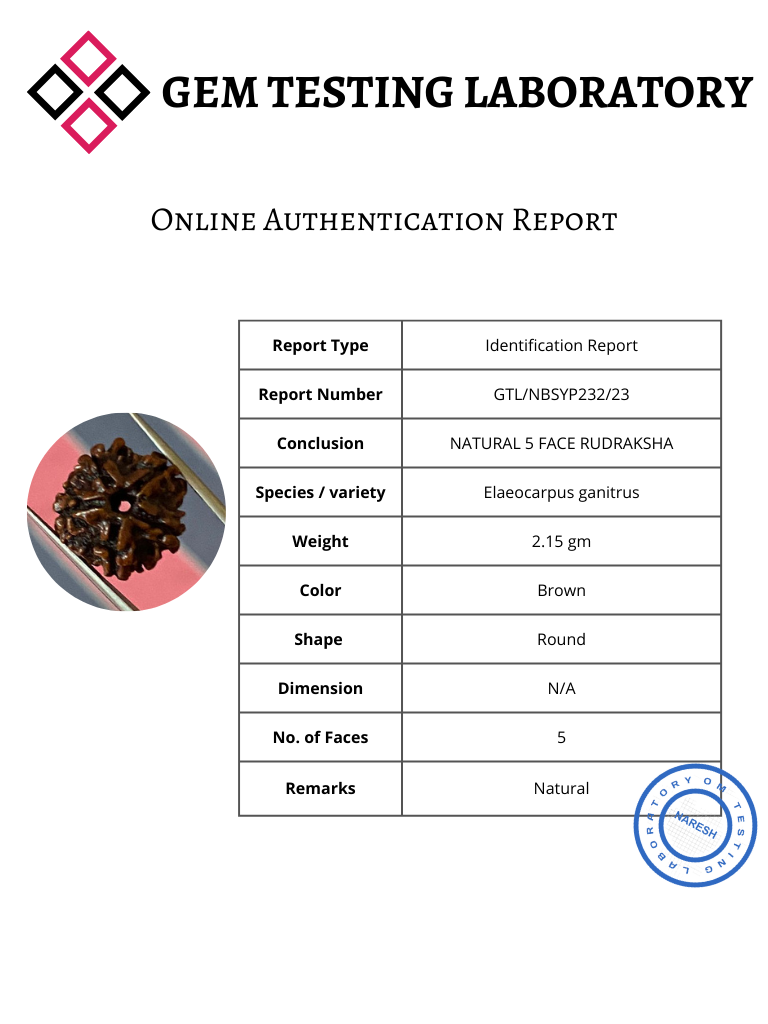 GEM TESTING LABORATORY
Online Authentication Report
Report Type Identification Report
Report Number GTL/NBSYP232/23
Conclusion NATURAL 5 FACE RUDRAKSHA
Species / variety Elaeocarpus ganitrus
Weight 2.15 gm
Color Brown
Shape Round
Dimension N/A
No. of Faces 5
Remarks Natural
OM TESTING LABORATORY
NARESH